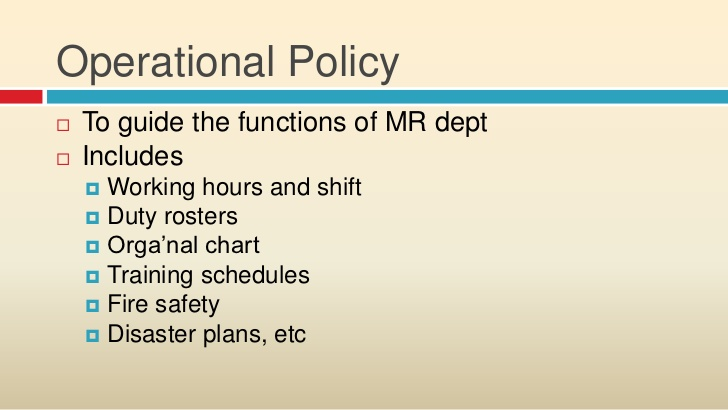 Operational Policy
To guide the functions of MR dept
Includes
Working hours and shift
Duty rosters
Orga’nal chart
Training schedules
Fire safety
Disaster plans, etc